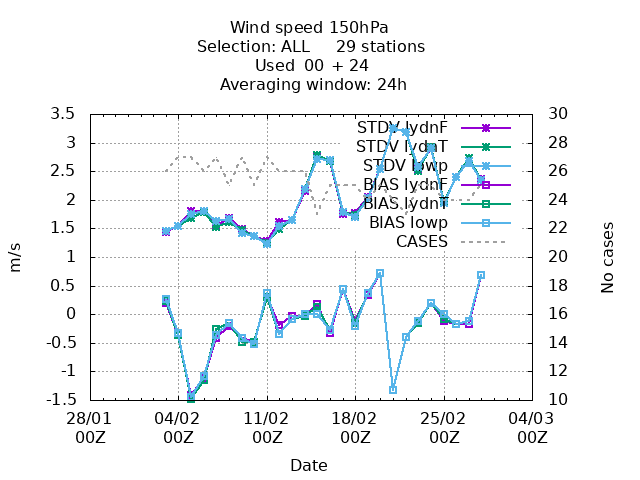 Wind speed 150hPa
Selection: ALL 29 stations
Used 00 + 24
Averaging window: 24h
3.5
3
2.5
2
1.5
1
0.5
0
-0.5
-1
-1.5
m/s
30
28
26
24
22
20
18
16
14
12
10
No cases
STDV lydnF
STDV lydnT
STDV lowp
BIAS lydnF
BIAS lydnT
BIAS lowp
CASES
28/01 04/02 11/02 18/02 25/02 04/03
00Z 00Z 00Z 00Z 00Z 00Z
Date